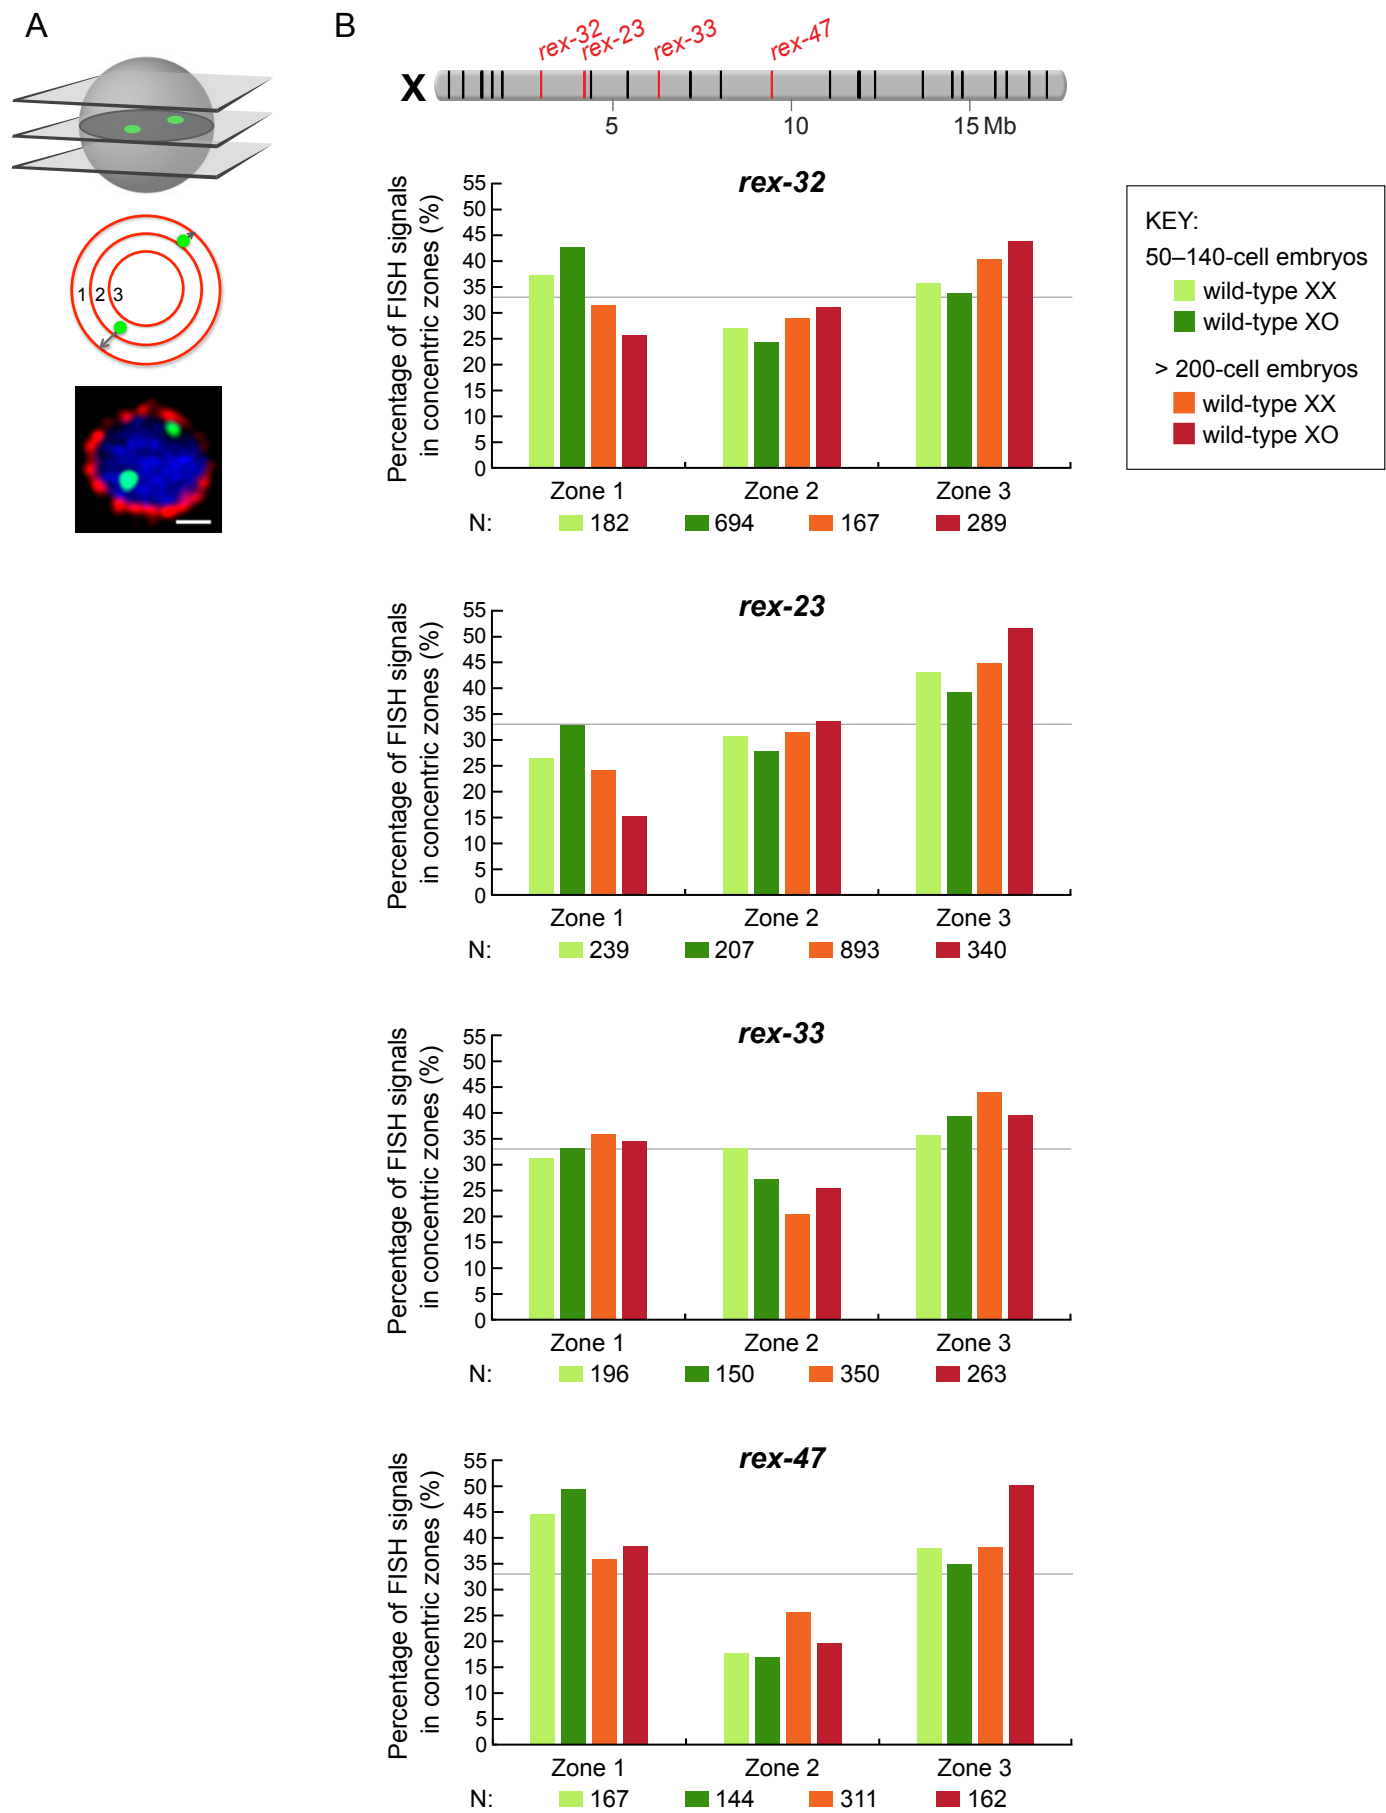 A
B
rex-32
rex-23
rex-33
rex-47
X
5
10
15 Mb
1 2 3
KEY:
50–140-cell embryos
wild-type XX
wild-type XO
> 200-cell embryos
wild-type XX
wild-type XO
rex-32
Percentage of FISH signals
in concentric zones (%)
55
50
45
40
35
30
25
20
15
10
5
0
Zone 1
Zone 2
Zone 3
N: 182 694 167 289
rex-23
Percentage of FISH signals
in concentric zones (%)
55
50
45
40
35
30
25
20
15
10
5
0
Zone 1
Zone 2
Zone 3
N: 239 207 893 340
rex-33
Percentage of FISH signals
in concentric zones (%)
55
50
45
40
35
30
25
20
15
10
5
0
Zone 1
Zone 2
Zone 3
N: 196 150 350 263
rex-47
Percentage of FISH signals
in concentric zones (%)
55
50
45
40
35
30
25
20
15
10
5
0
Zone 1
Zone 2
Zone 3
N: 167 144 311 162